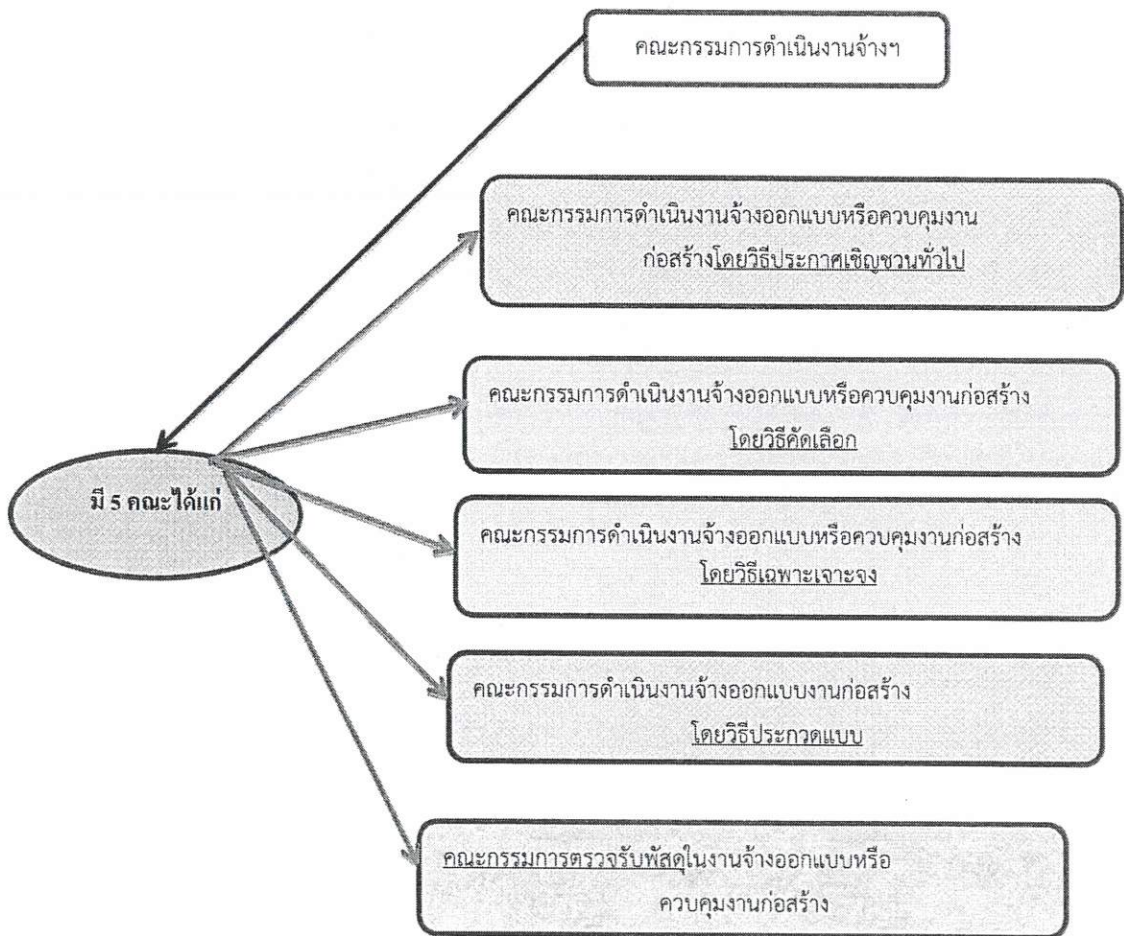 คณะกรรมการดำเนินงานจ้างฯ
คณะกรรมการดำเนินงานจ้างออกแบบหรือควบคุมงาน
ก่อสร้างโดยวิธีประกาศเชิญชวนทั่วไป
คณะกรรมการดำเนินงานจ้างออกแบบหรือควบคุมงานก่อสร้าง
โดยวิธีคัดเลือก
มี 5 คณะได้แก่
คณะกรรมการดำเนินงานจ้างออกแบบหรือควบคุมงานก่อสร้าง
โดยวิธีเฉพาะเจาะจง
คณะกรรมการดำเนินงานจ้างออกแบบงานก่อสร้าง
โดยวิธีประกวดแบบ
คณะกรรมการตรวจรับพัสดุในงานจ้างออกแบบหรือ
ควบคุมงานก่อสร้าง